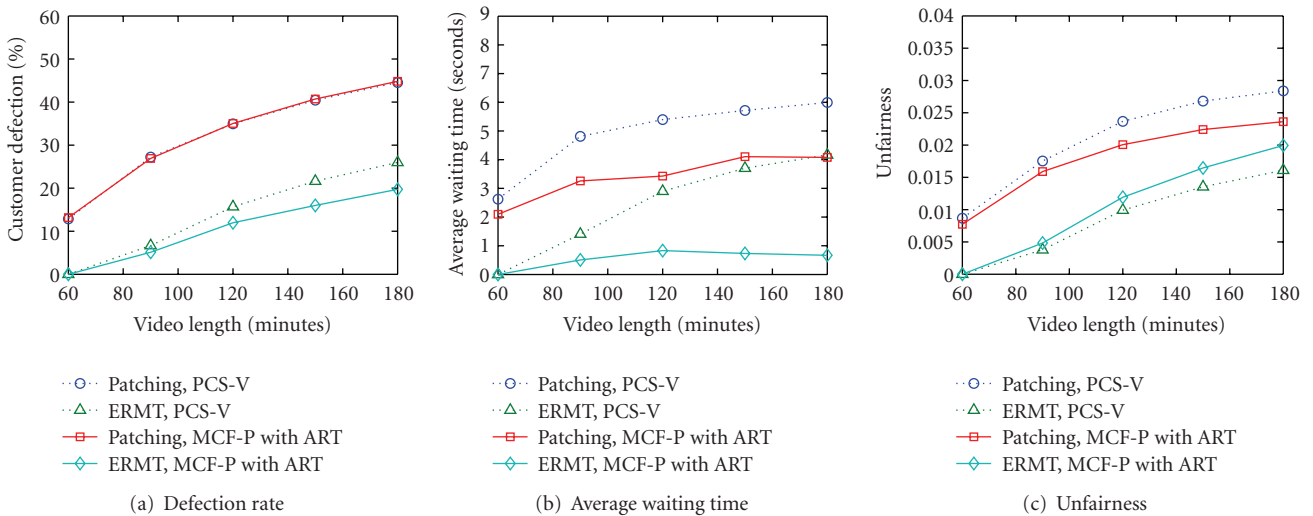 Customer defection (%)
60
50
40
30
20
10
0
60 80 100 120 140 160 180
Video length (minutes)
Patching, PCS-V
ERMT, PCS-V
Patching, MCF-P with ART
ERMT, MCF-P with ART
(a) Defection rate
Average waiting time (seconds)
9
8
7
6
5
4
3
2
1
0
60 80 100 120 140 160 180
Video length (minutes)
Patching, PCS-V
ERMT, PCS-V
Patching, MCF-P with ART
ERMT, MCF-P with ART
(b) Average waiting time
Unfairness
0.04
0.035
0.03
0.025
0.02
0.015
0.01
0.005
0
60 80 100 120 140 160 180
Video length (minutes)
Patching, PCS-V
ERMT, PCS-V
Patching, MCF-P with ART
ERMT, MCF-P with ART
(c) Unfairness